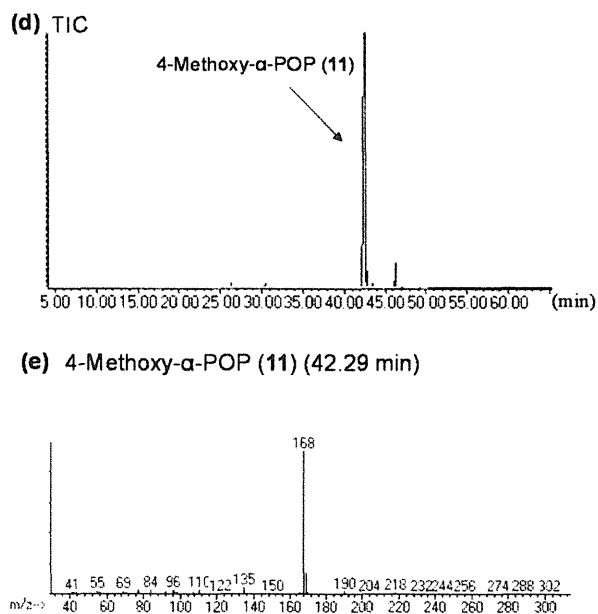 (d) TIC
4-Methoxy-α-POP (11)
5.00 10.00 15.00 20.00 25.00 30.00 35.00 40.00 45.00 50.00 55.00 60.00 (min)
(e) 4-Methoxy-α-POP (11) (42.29 min)
168
41 55 69 84 96 110 122 135 150 190 204 218 232 244 256 274 288 302
m/z--> 40 60 80 100 120 140 160 180 200 220 240 260 280 300